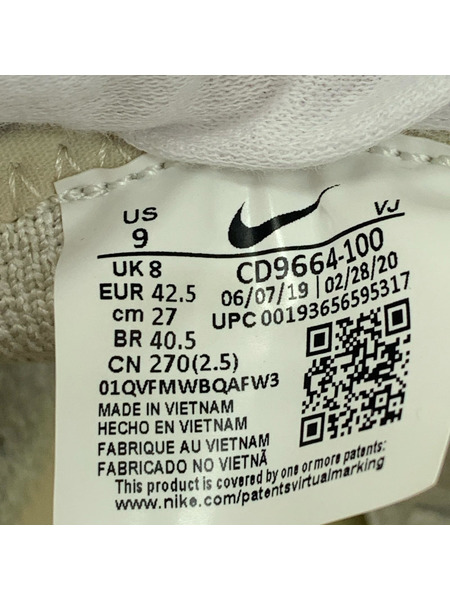 US
9
VJ
UK 8
EUR 42.5
cm 27
BR 40.5
CN 270(2.5)
CD9664-100
06/07/19 | 02/28/20
UPC 00193656595317
01QVFMWBQAFW3
MADE IN VIETNAM
HECHO EN VIETNAM
FABRIQUE AU VIETNAM
FABRICADO NO VIETNÃ
This product is covered by one or more patents:
www.nike.com/patentsvirtualmarking